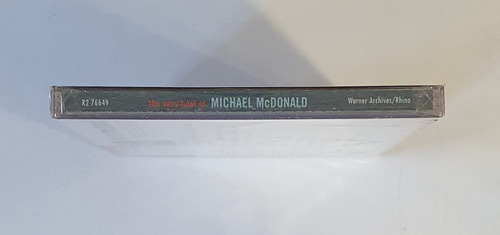 R2 76649 the very best of MICHAEL McDONALD Warner Archives/Rhino